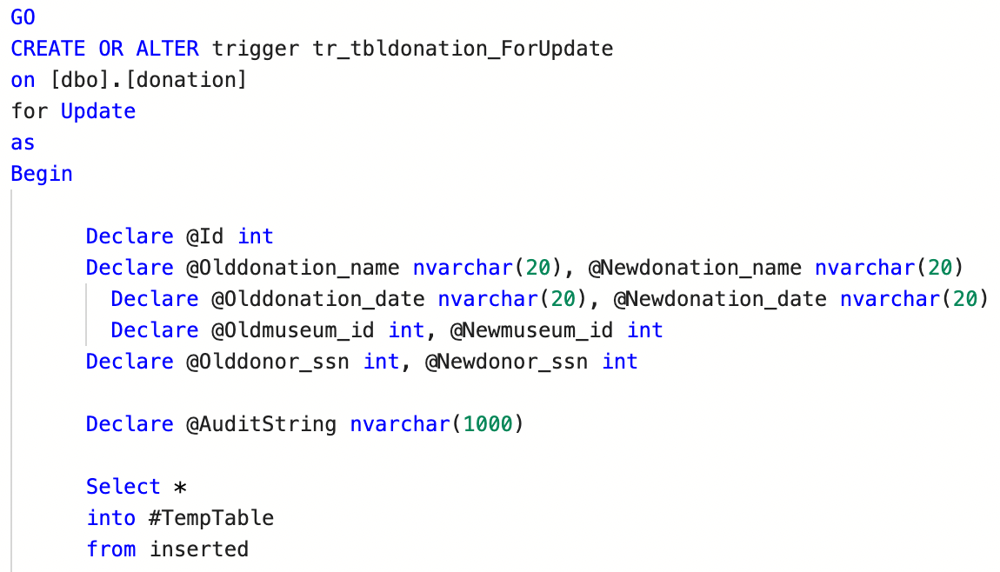 GO
CREATE OR ALTER trigger tr_tbldonation_ForUpdate
on [dbo].[donation]
for Update
as
Begin
Declare @Id int
Declare @Olddonation_name nvarchar(20), @Newdonation_name nvarchar(20)
Declare @Olddonation_date nvarchar(20), @Newdonation_date nvarchar(20)
Declare @Oldmuseum_id int, @Newmuseum_id int
Declare @Olddonor_ssn int, @Newdonor_ssn int
Declare @AuditString nvarchar(1000)
Select *
into #TempTable
from inserted